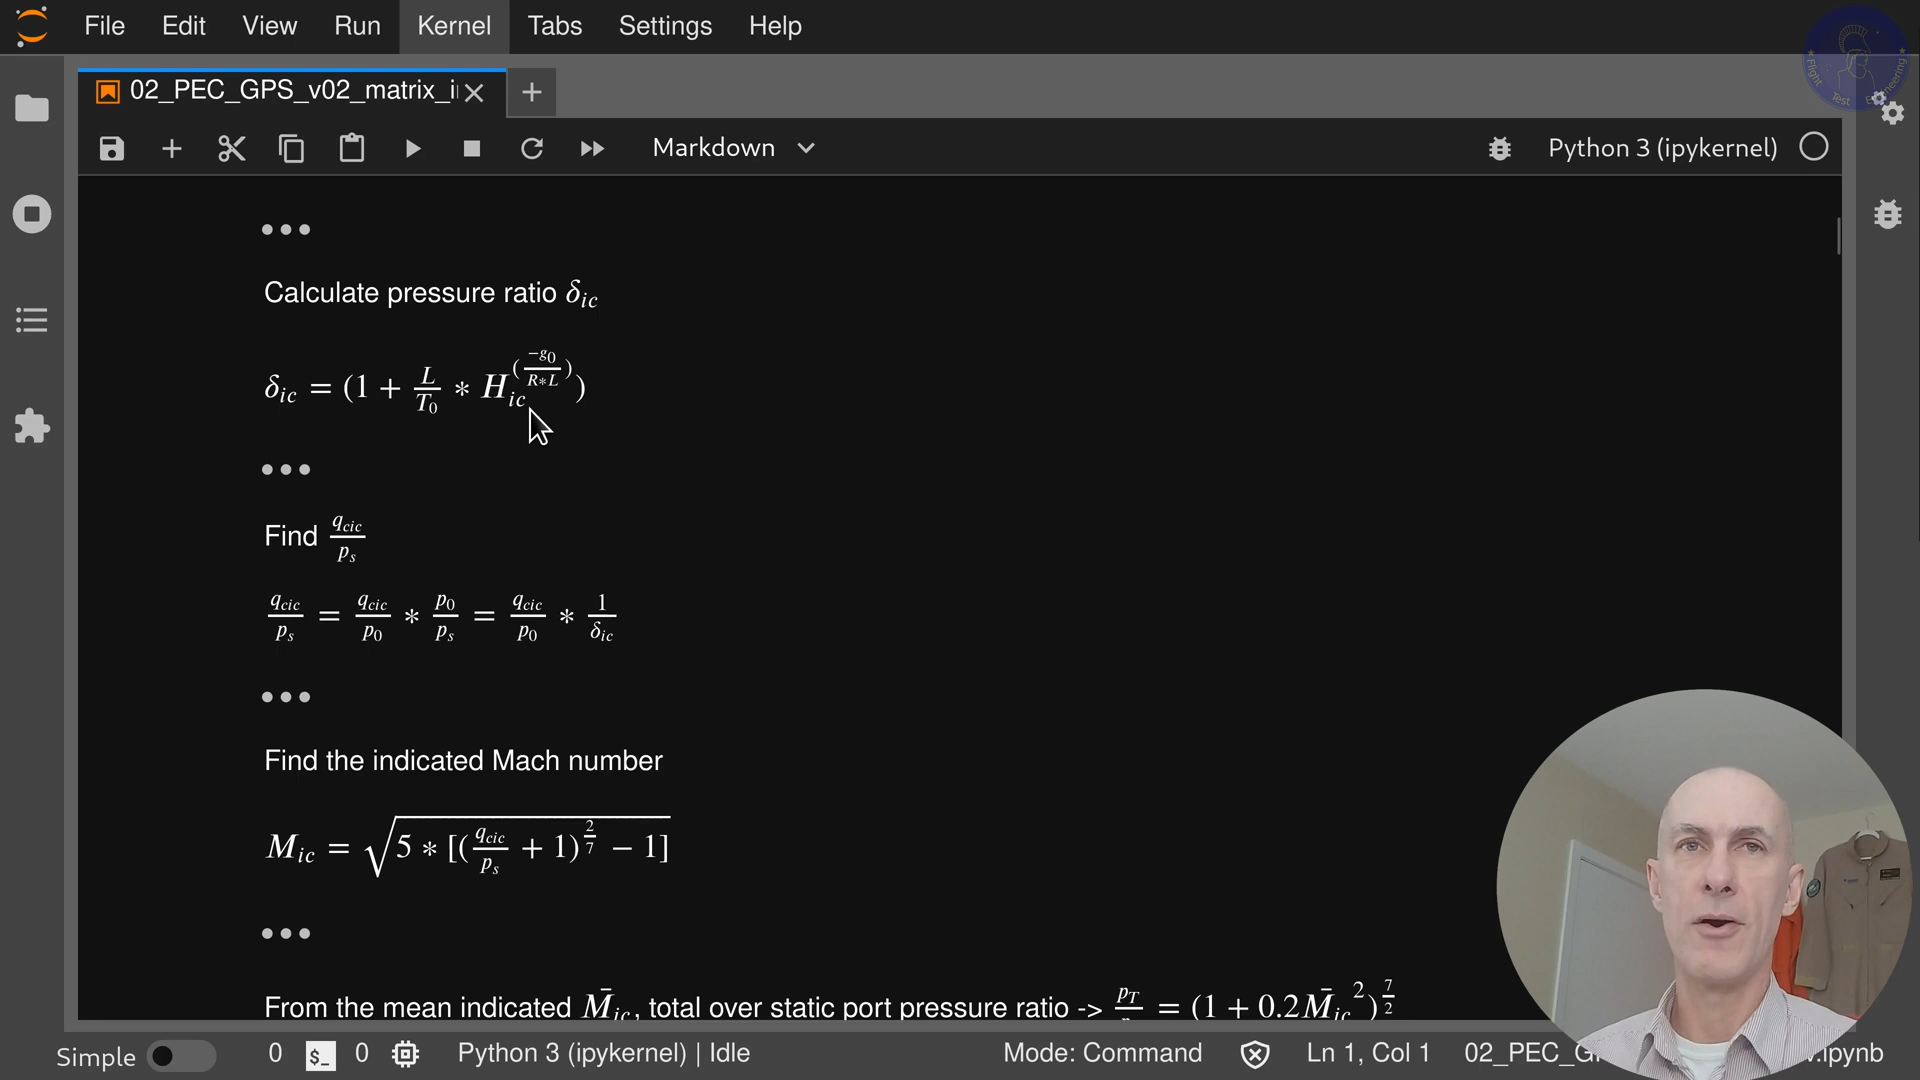 File Edit View Run Kernel Tabs Settings Help
02_PEC_GPS_v02_matrix_i
Markdown
Python 3 (ipykernel)
Flight Test Engineering
Calculate pressure ratio δ_ic
δ_ic = (1 + L/T_0 * H_ic^(−g_0/R∗L))
Find q_cic/p_s
q_cic/p_s = q_cic/p_0 * p_0/p_s = q_cic/p_0 * 1/δ_ic
Find the indicated Mach number
M_ic = √(5 * [(q_cic/p_s + 1)^(2/7) − 1]
From the mean indicated M̄_ic, total over static port pressure ratio -> p_T/ = (1 + 0.2M̄_ic^2)^(7/2)
Simple 0 $_ 0 Python 3 (ipykernel) | Idle Mode: Command Ln 1, Col 1 02_PEC_G .ipynb